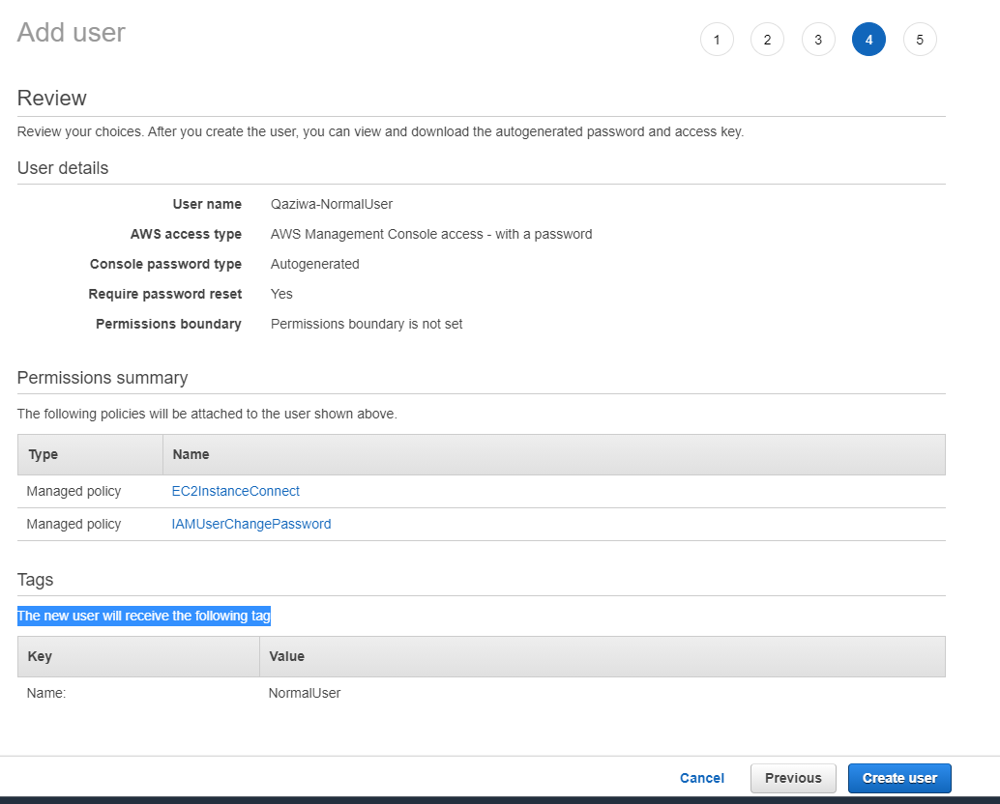 Add user
1 2 3 4 5
Review
Review your choices. After you create the user, you can view and download the autogenerated password and access key.
User details
User name Qaziwa-NormalUser
AWS access type AWS Management Console access - with a password
Console password type Autogenerated
Require password reset Yes
Permissions boundary Permissions boundary is not set
Permissions summary
The following policies will be attached to the user shown above.
Type Name
Managed policy EC2InstanceConnect
Managed policy IAMUserChangePassword
Tags
The new user will receive the following tag
Key Value
Name: NormalUser
Cancel Previous Create user